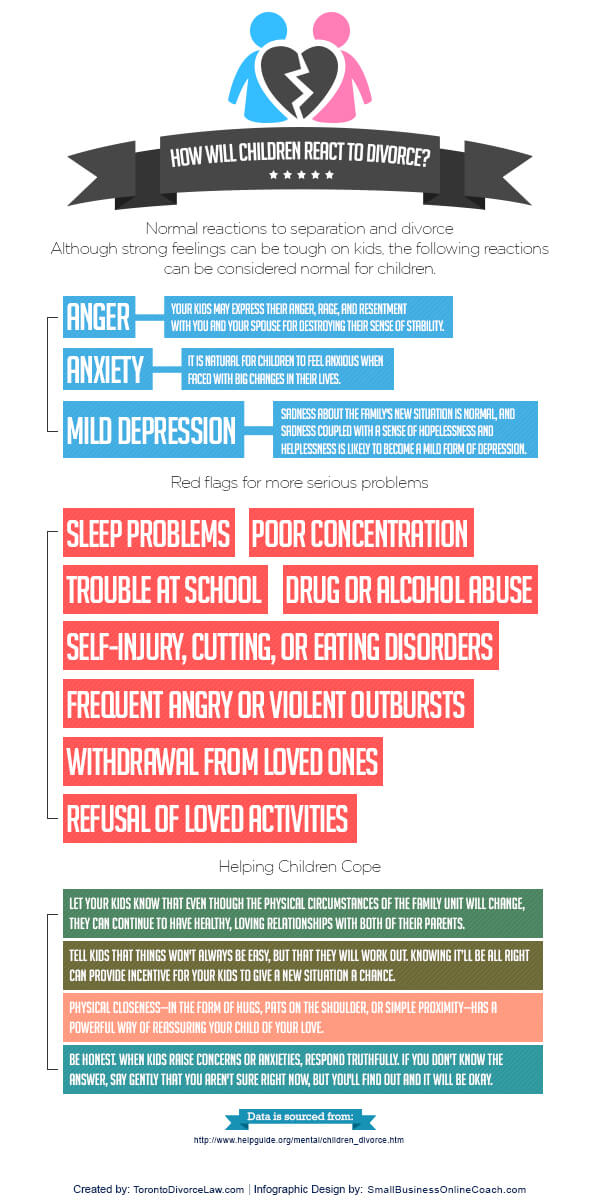 HOW WILL CHILDREN REACT TO DIVORCE?
Normal reactions to separation and divorce
Although strong feelings can be tough on kids, the following reactions
can be considered normal for children.
ANGER
YOUR KIDS MAY EXPRESS THEIR ANGER, RAGE, AND RESENTMENT
WITH YOU AND YOUR SPOUSE FOR DESTROYING THEIR SENSE OF STABILITY.
ANXIETY
IT IS NATURAL FOR CHILDREN TO FEEL ANXIOUS WHEN
FACED WITH BIG CHANGES IN THEIR LIVES.
MILD DEPRESSION
SADNESS ABOUT THE FAMILY'S NEW SITUATION IS NORMAL, AND
SADNESS COUPLED WITH A SENSE OF HOPELESSNESS AND
HELPLESSNESS IS LIKELY TO BECOME A MILD FORM OF DEPRESSION.
Red flags for more serious problems
SLEEP PROBLEMS POOR CONCENTRATION
TROUBLE AT SCHOOL DRUG OR ALCOHOL ABUSE
SELF-INJURY, CUTTING, OR EATING DISORDERS
FREQUENT ANGRY OR VIOLENT OUTBURSTS
WITHDRAWAL FROM LOVED ONES
REFUSAL OF LOVED ACTIVITIES
Helping Children Cope
LET YOUR KIDS KNOW THAT EVEN THOUGH THE PHYSICAL CIRCUMSTANCES OF THE FAMILY UNIT WILL CHANGE,
THEY CAN CONTINUE TO HAVE HEALTHY, LOVING RELATIONSHIPS WITH BOTH OF THEIR PARENTS.
TELL KIDS THAT THINGS WON'T ALWAYS BE EASY, BUT THAT THEY WILL WORK OUT. KNOWING IT'LL BE ALL RIGHT
CAN PROVIDE INCENTIVE FOR YOUR KIDS TO GIVE A NEW SITUATION A CHANCE.
PHYSICAL CLOSENESS—IN THE FORM OF HUGS, PATS ON THE SHOULDER, OR SIMPLE PROXIMITY—HAS A
POWERFUL WAY OF REASSURING YOUR CHILD OF YOUR LOVE.
BE HONEST. WHEN KIDS RAISE CONCERNS OR ANXIETIES, RESPOND TRUTHFULLY. IF YOU DON'T KNOW THE
ANSWER, SAY GENTLY THAT YOU AREN'T SURE RIGHT NOW, BUT YOU'LL FIND OUT AND IT WILL BE OKAY.
Data is sourced from:
http://www.helpguide.org/mental/children_divorce.htm
Created by: TorontoDivorceLaw.com | Infographic Design by: SmallBusinessOnlineCoach.com